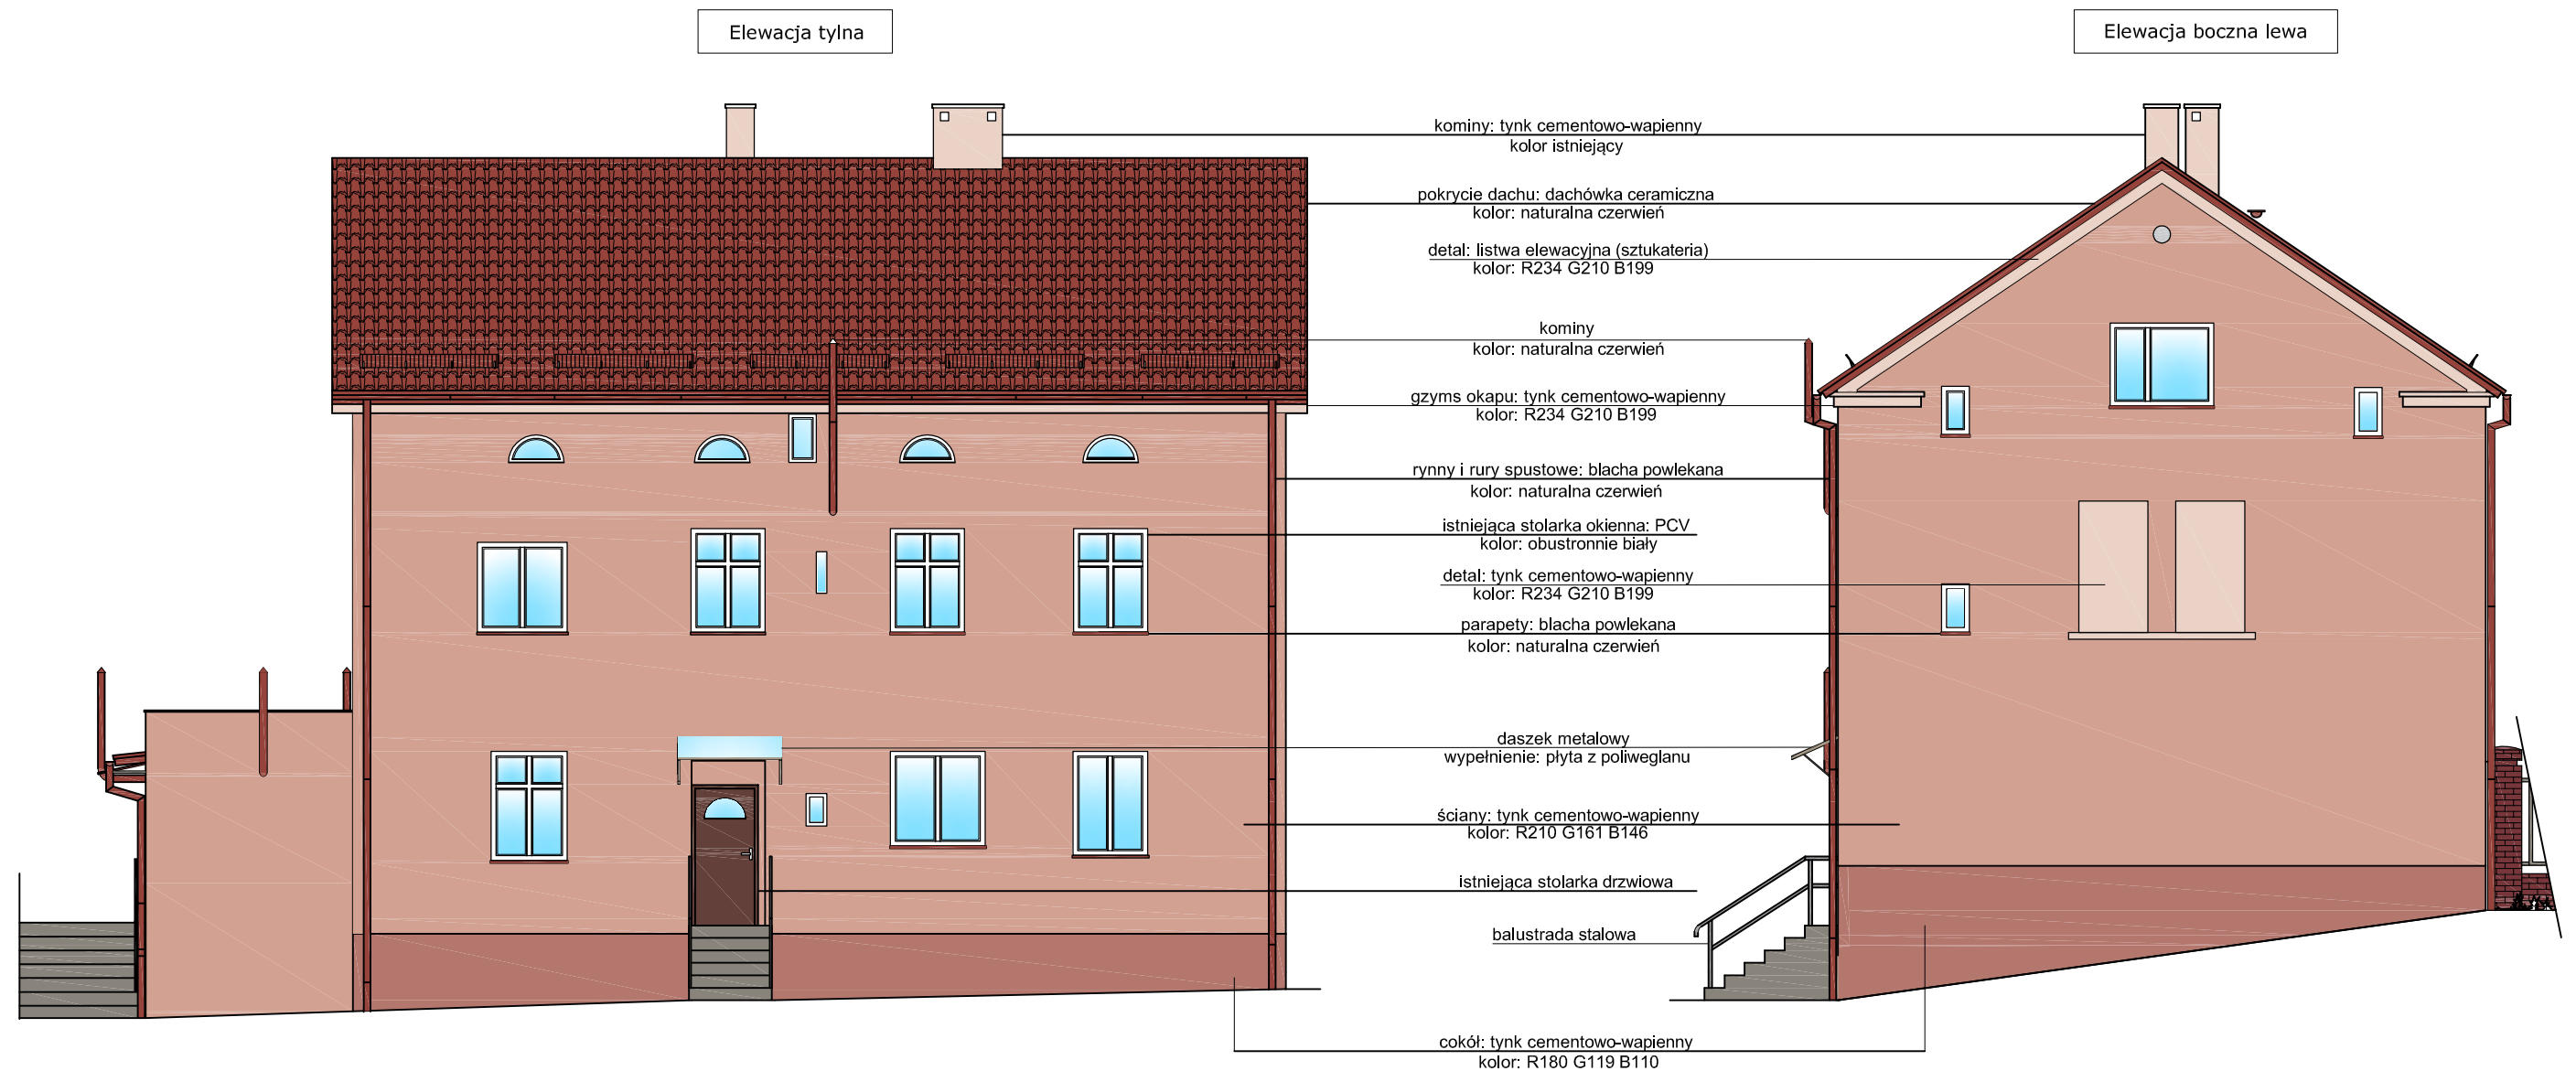 Elewacja tylna
Elewacja boczna lewa
kominy: tynk cementowo-wapienny
kolor istniejący
pokrycie dachu: dachówka ceramiczna
kolor: naturalna czerwień
detal: listwa elewacyjna (sztukateria)
kolor: R234 G210 B199
kominy
kolor: naturalna czerwień
gzyms okapu: tynk cementowo-wapienny
kolor: R234 G210 B199
rynny i rury spustowe: blacha powlekana
kolor: naturalna czerwień
istniejąca stolarka okienna: PCV
kolor: obustronnie biały
detal: tynk cementowo-wapienny
kolor: R234 G210 B199
parapety: blacha powlekana
kolor: naturalna czerwień
daszek metalowy
wypełnienie: płyta z poliweglanu
ściany: tynk cementowo-wapienny
kolor: R210 G161 B146
istniejąca stolarka drzwiowa
balustrada stalowa
cokół: tynk cementowo-wapienny
kolor: R180 G119 B110